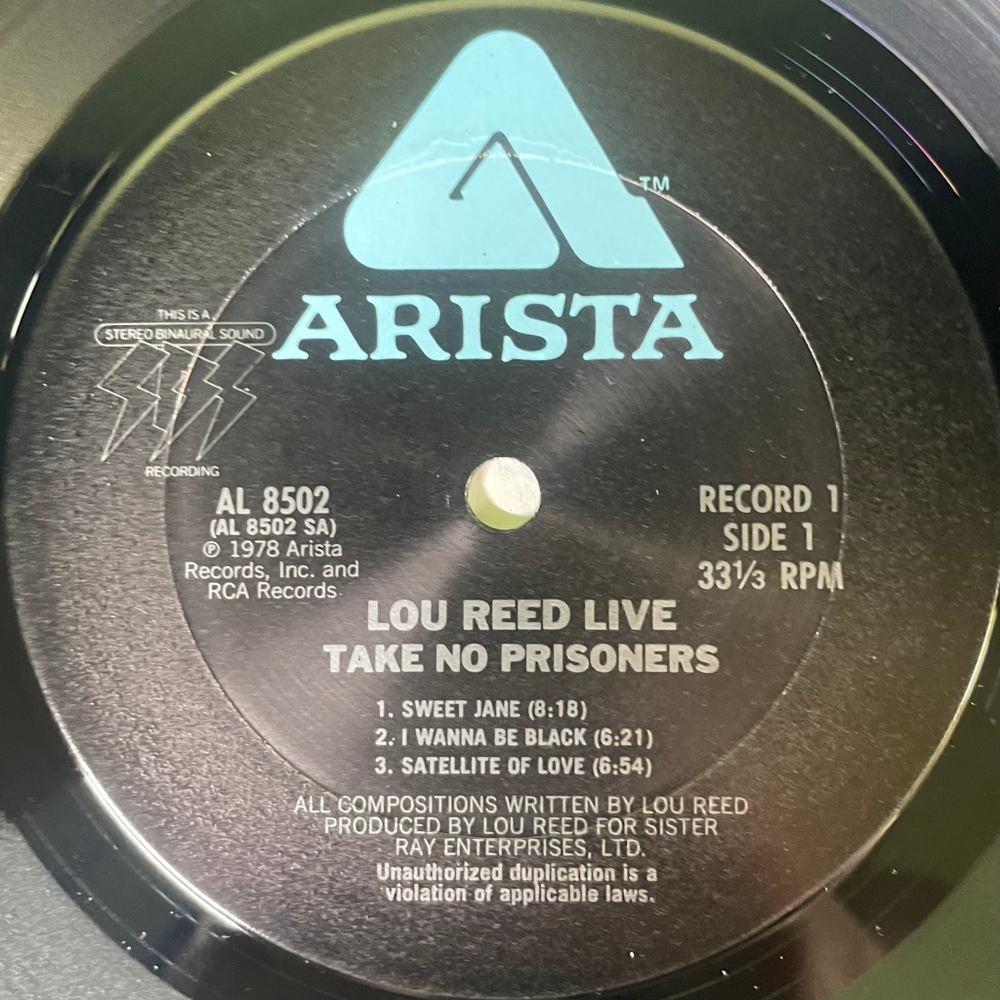 TM
ARISTA
THIS IS A
STEREO BINAURAL SOUND
RECORDING
AL 8502
(AL 8502 SA)
℗ 1978 Arista
Records, Inc. and
RCA Records
RECORD 1
SIDE 1
33⅓ RPM
LOU REED LIVE
TAKE NO PRISONERS
1. SWEET JANE (8:18)
2. I WANNA BE BLACK (6:21)
3. SATELLITE OF LOVE (6:54)
ALL COMPOSITIONS WRITTEN BY LOU REED
PRODUCED BY LOU REED FOR SISTER
RAY ENTERPRISES, LTD.
Unauthorized duplication is a
violation of applicable laws.